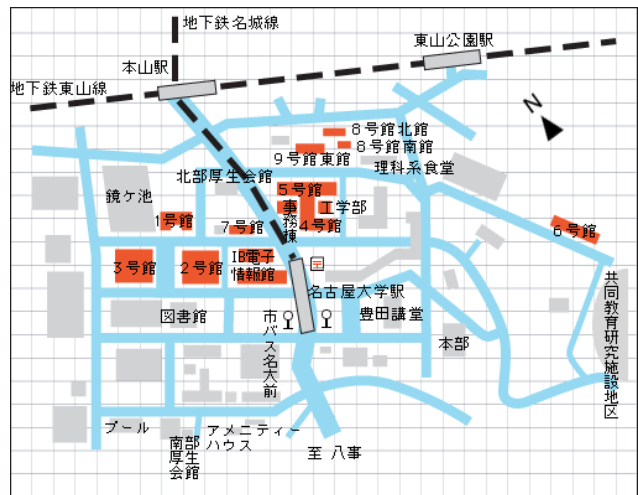 地下鉄名城線
東山公園駅
本山駅
地下鉄東山線
N
8号館北館
8号館南館
9号館東館
理科系食堂
北部厚生会館
鏡ケ池
5号館
事務棟
工学部
4号館
1号館
7号館
6号館
3号館
2号館
IB電子
情報館
〒
名古屋大学駅
図書館
市バス名大前
豊田講堂
本部
共同教育研究施設地区
プール
アメニティー
ハウス
南部
厚生
会館
至 八事